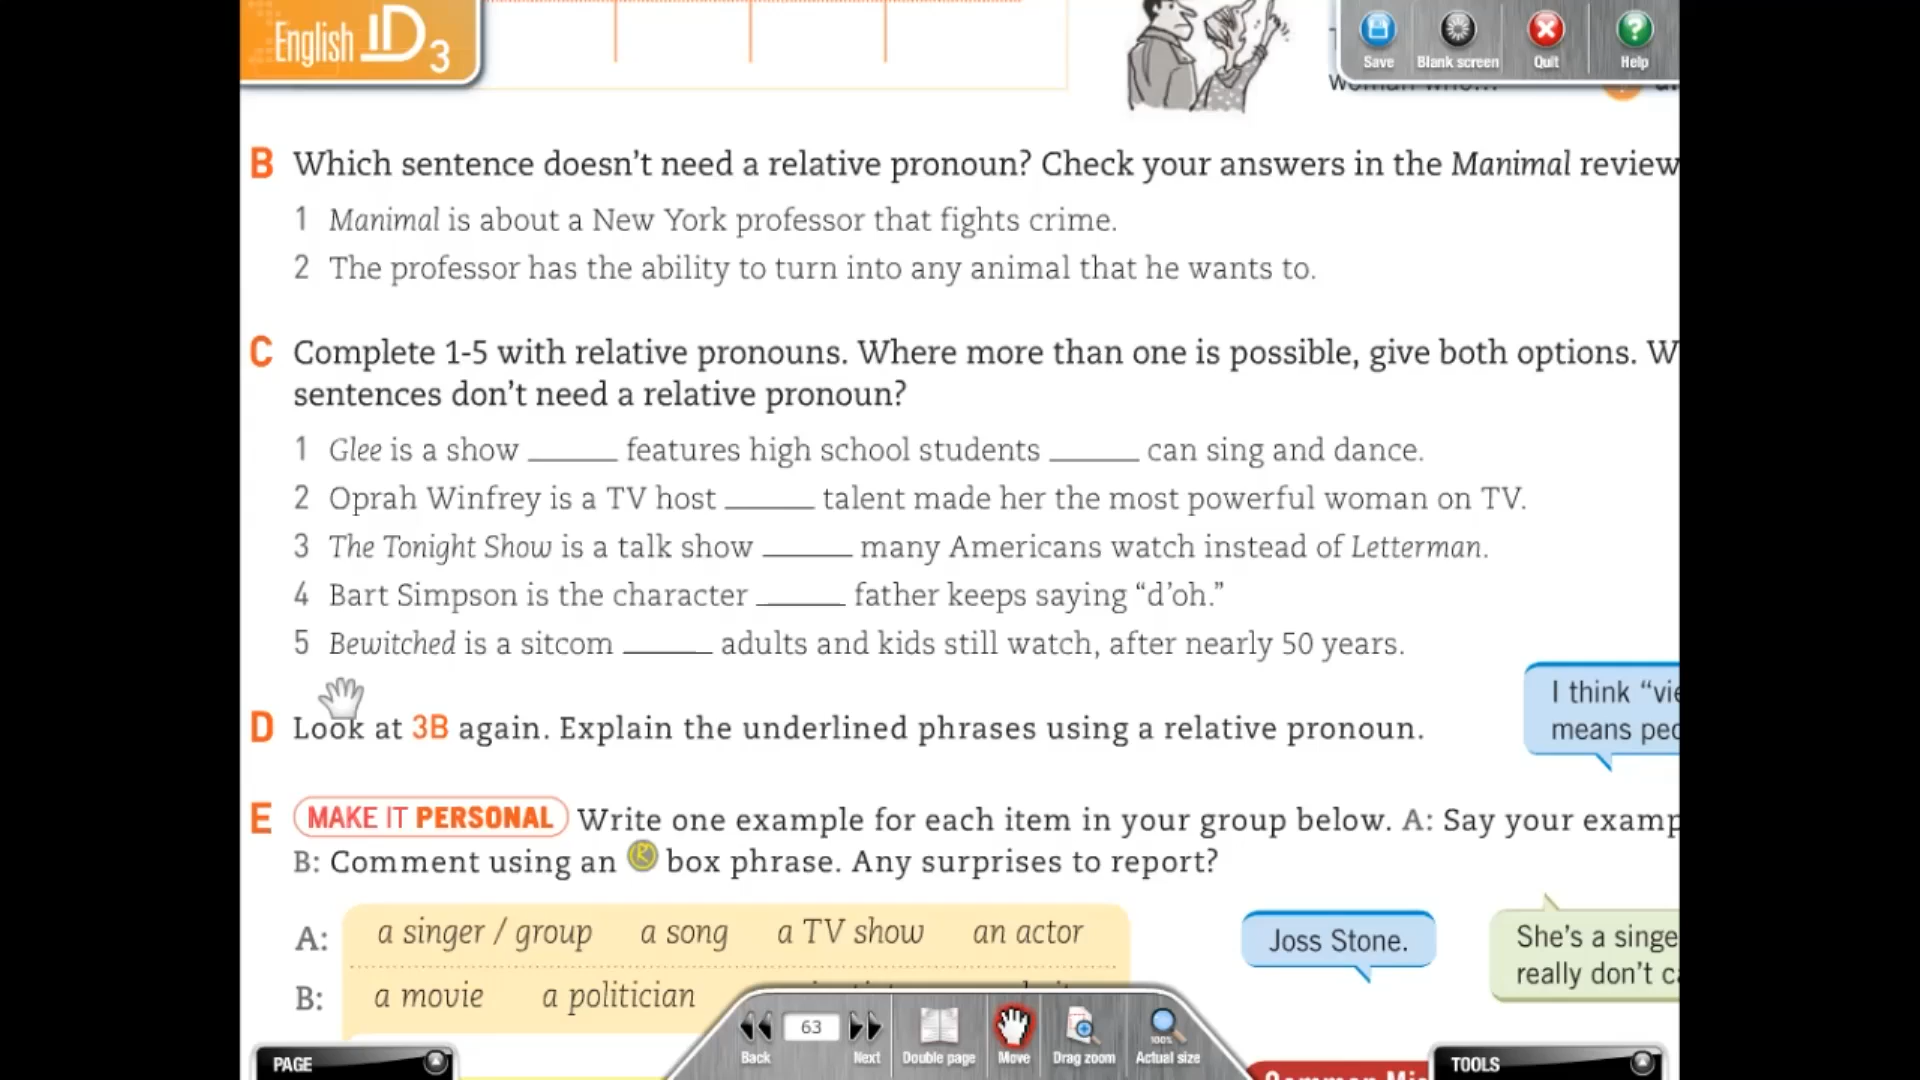 English ID 3
Save
Blank screen
Quit
Help
woman who...
B Which sentence doesn't need a relative pronoun? Check your answers in the Manimal review
1 Manimal is about a New York professor that fights crime.
2 The professor has the ability to turn into any animal that he wants to.
C Complete 1-5 with relative pronouns. Where more than one is possible, give both options. W
sentences don't need a relative pronoun?
1 Glee is a show ______ features high school students ______ can sing and dance.
2 Oprah Winfrey is a TV host ______ talent made her the most powerful woman on TV.
3 The Tonight Show is a talk show ______ many Americans watch instead of Letterman.
4 Bart Simpson is the character ______ father keeps saying “d'oh.”
5 Bewitched is a sitcom ______ adults and kids still watch, after nearly 50 years.
I think “vie
means peo
D Look at 3B again. Explain the underlined phrases using a relative pronoun.
E MAKE IT PERSONAL Write one example for each item in your group below. A: Say your examp
B: Comment using an R box phrase. Any surprises to report?
A: a singer / group a song a TV show an actor
B: a movie a politician
Joss Stone.
She's a singe
really don't ca
63
Back
Next
Double page
Move
Drag zoom
100%
Actual size
PAGE
TOOLS